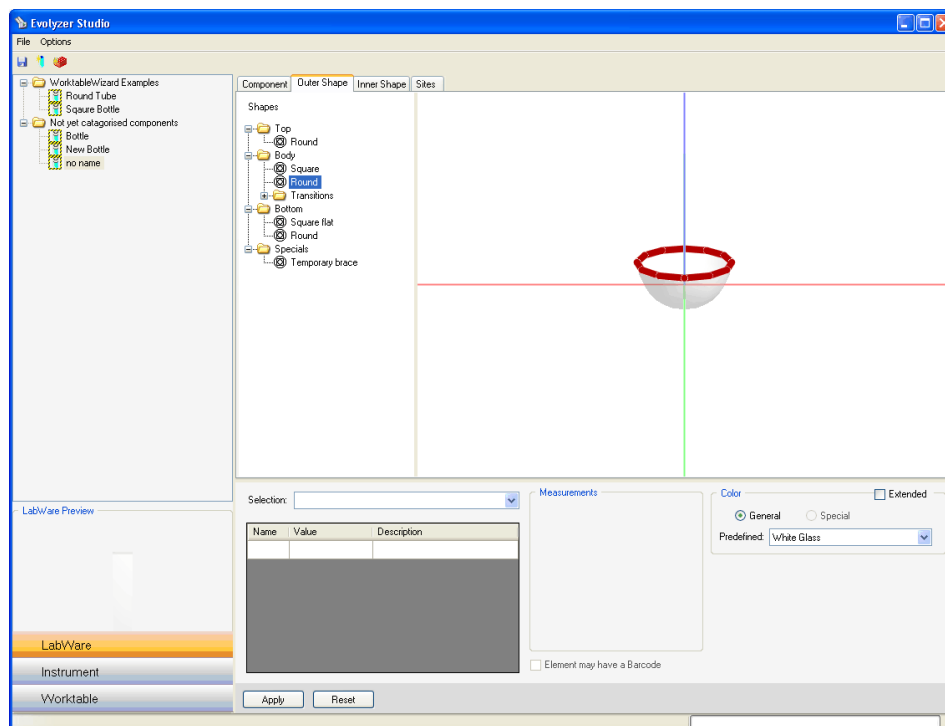 Evolyzer Studio
File Options
WorktableWizard Examples
Round Tube
Sqaure Bottle
Not yet catagorised components
Bottle
New Bottle
no name
Component Outer Shape Inner Shape Sites
Shapes
Top
Round
Body
Square
Round
Transitions
Bottom
Square flat
Round
Specials
Temporary brace
LabWare Preview
LabWare
Instrument
Worktable
Selection:
Name Value Description
Measurements
Element may have a Barcode
Color
Extended
General Special
Predefined: White Glass
Apply Reset